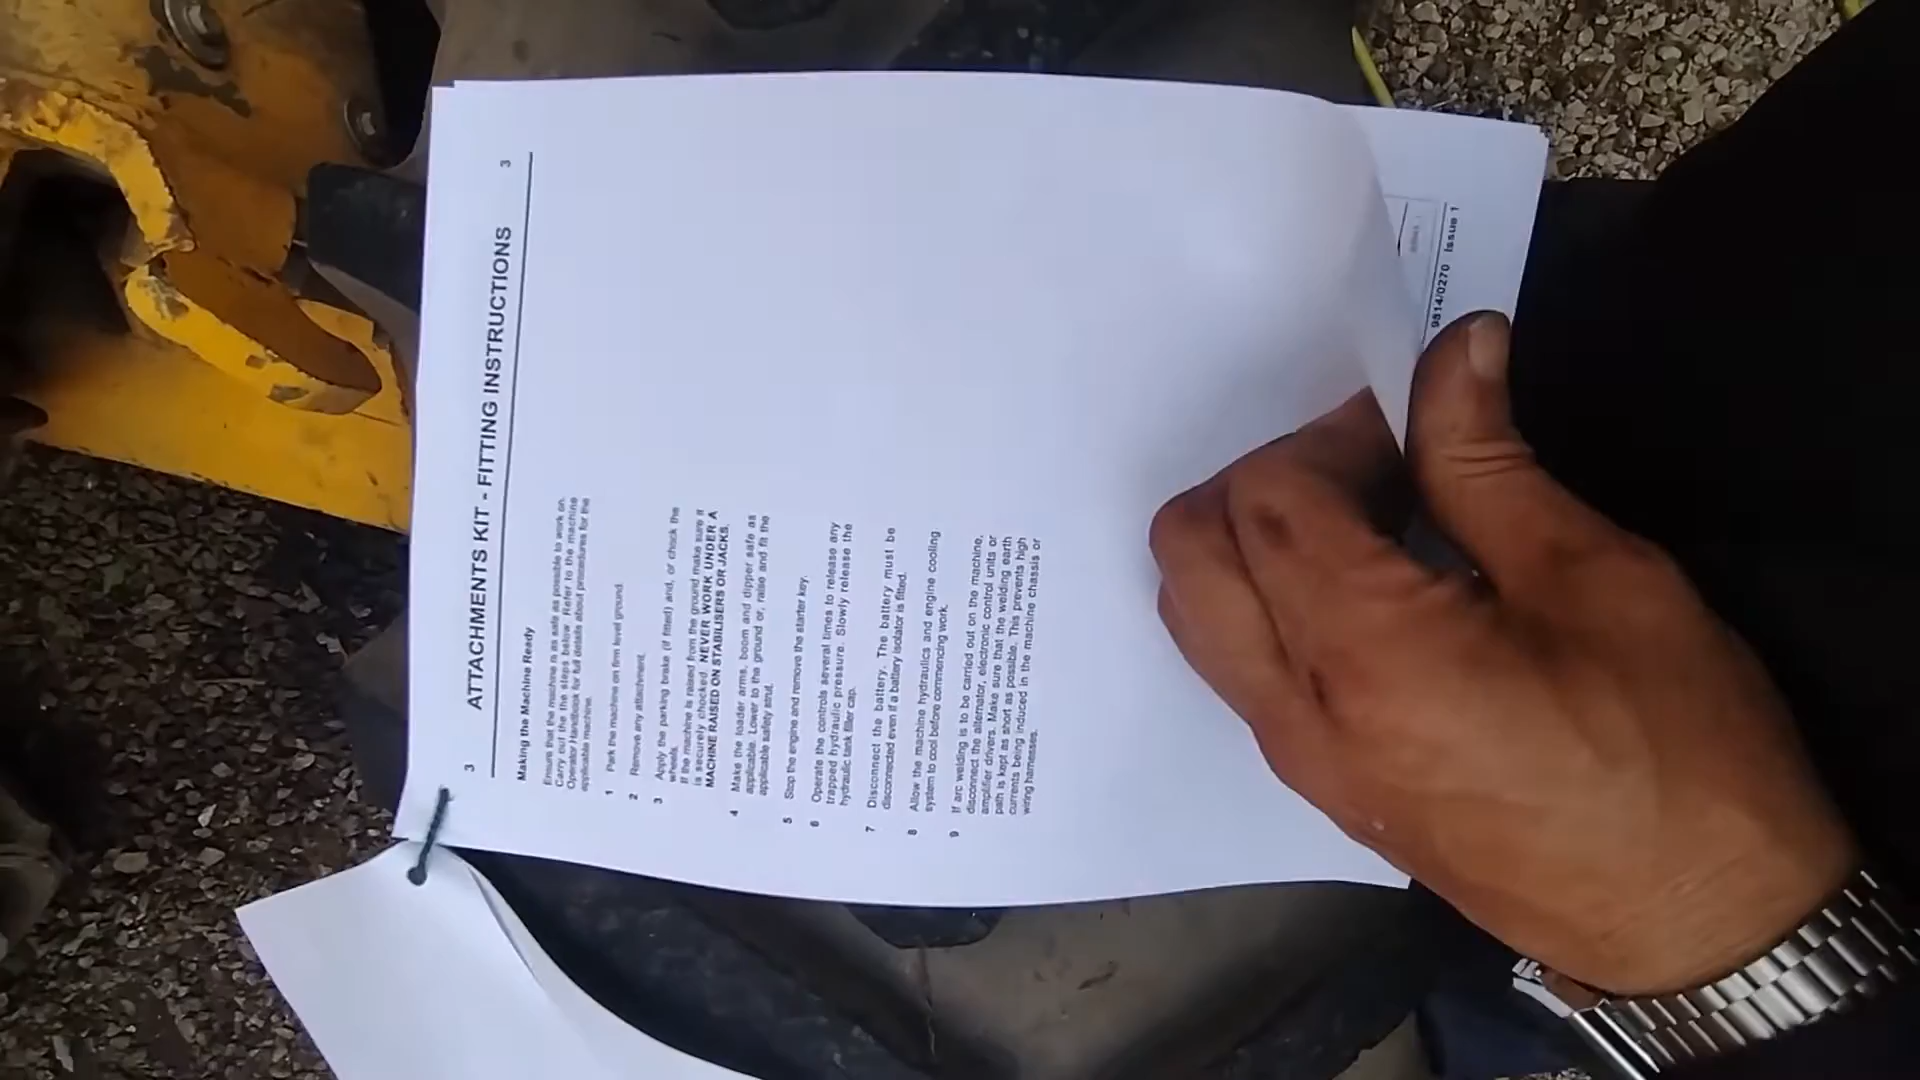 3 ATTACHMENTS KIT - FITTING INSTRUCTIONS 3
Making the Machine Ready
Ensure that the machine is as safe as possible to work on.
Carry out the the steps below. Refer to the machine
Operator Handbook for full details about procedures for the
applicable machine.
1 Park the machine on firm level ground.
2 Remove any attachment.
3 Apply the parking brake (if fitted) and, or chock the
wheels.
If the machine is raised from the ground make sure it
is securely chocked. NEVER WORK UNDER A
MACHINE RAISED ON STABILISERS OR JACKS.
4 Make the loader arms, boom and dipper safe as
applicable. Lower to the ground or, raise and fit the
applicable safety strut.
5 Stop the engine and remove the starter key.
6 Operate the controls several times to release any
trapped hydraulic pressure. Slowly release the
hydraulic tank filler cap.
7 Disconnect the battery. The battery must be
disconnected even if a battery isolator is fitted.
8 Allow the machine hydraulics and engine cooling
system to cool before commencing work.
9 If arc welding is to be carried out on the machine,
disconnect the alternator, electronic control units or
amplifier drivers. Make sure that the welding earth
path is kept as short as possible. This prevents high
currents being induced in the machine chassis or
wiring harnesses.
9814/0270 Issue 1